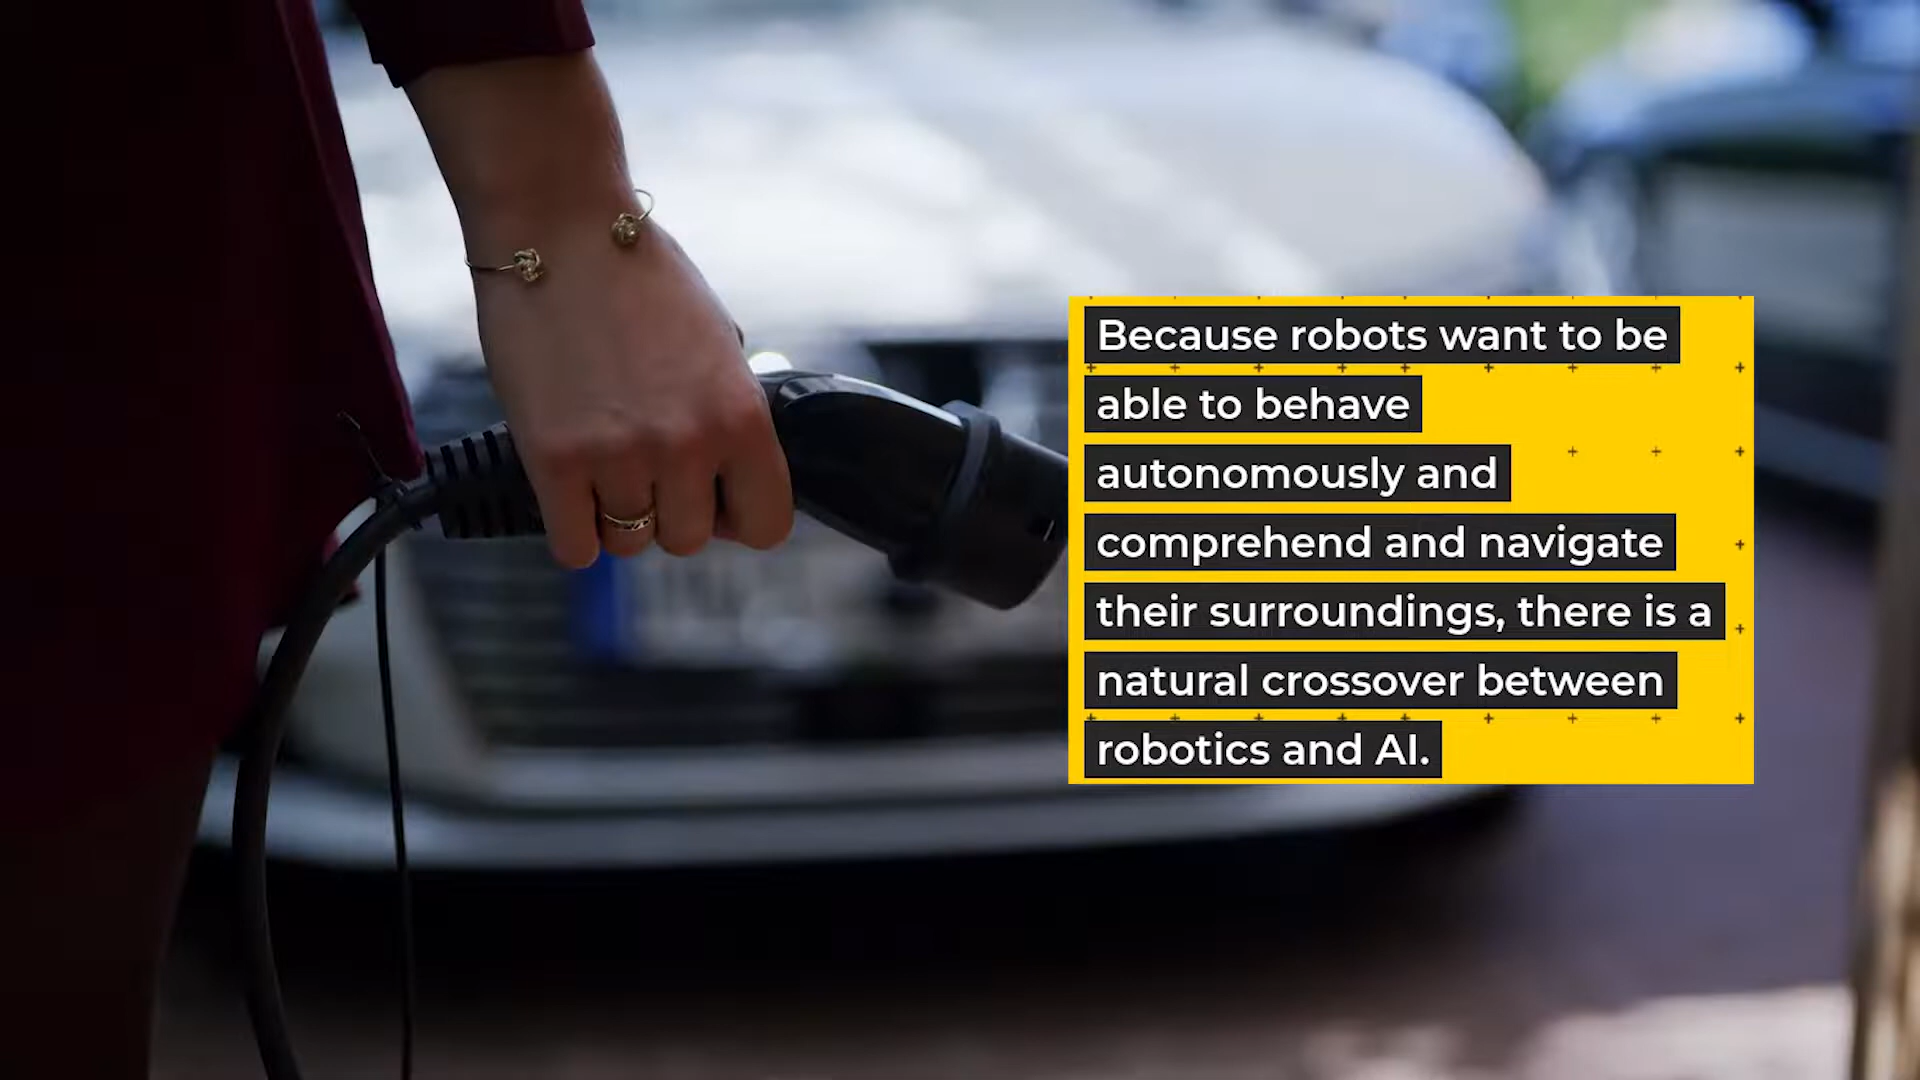 Because robots want to be
able to behave
autonomously and
comprehend and navigate
their surroundings, there is a
natural crossover between
robotics and AI.